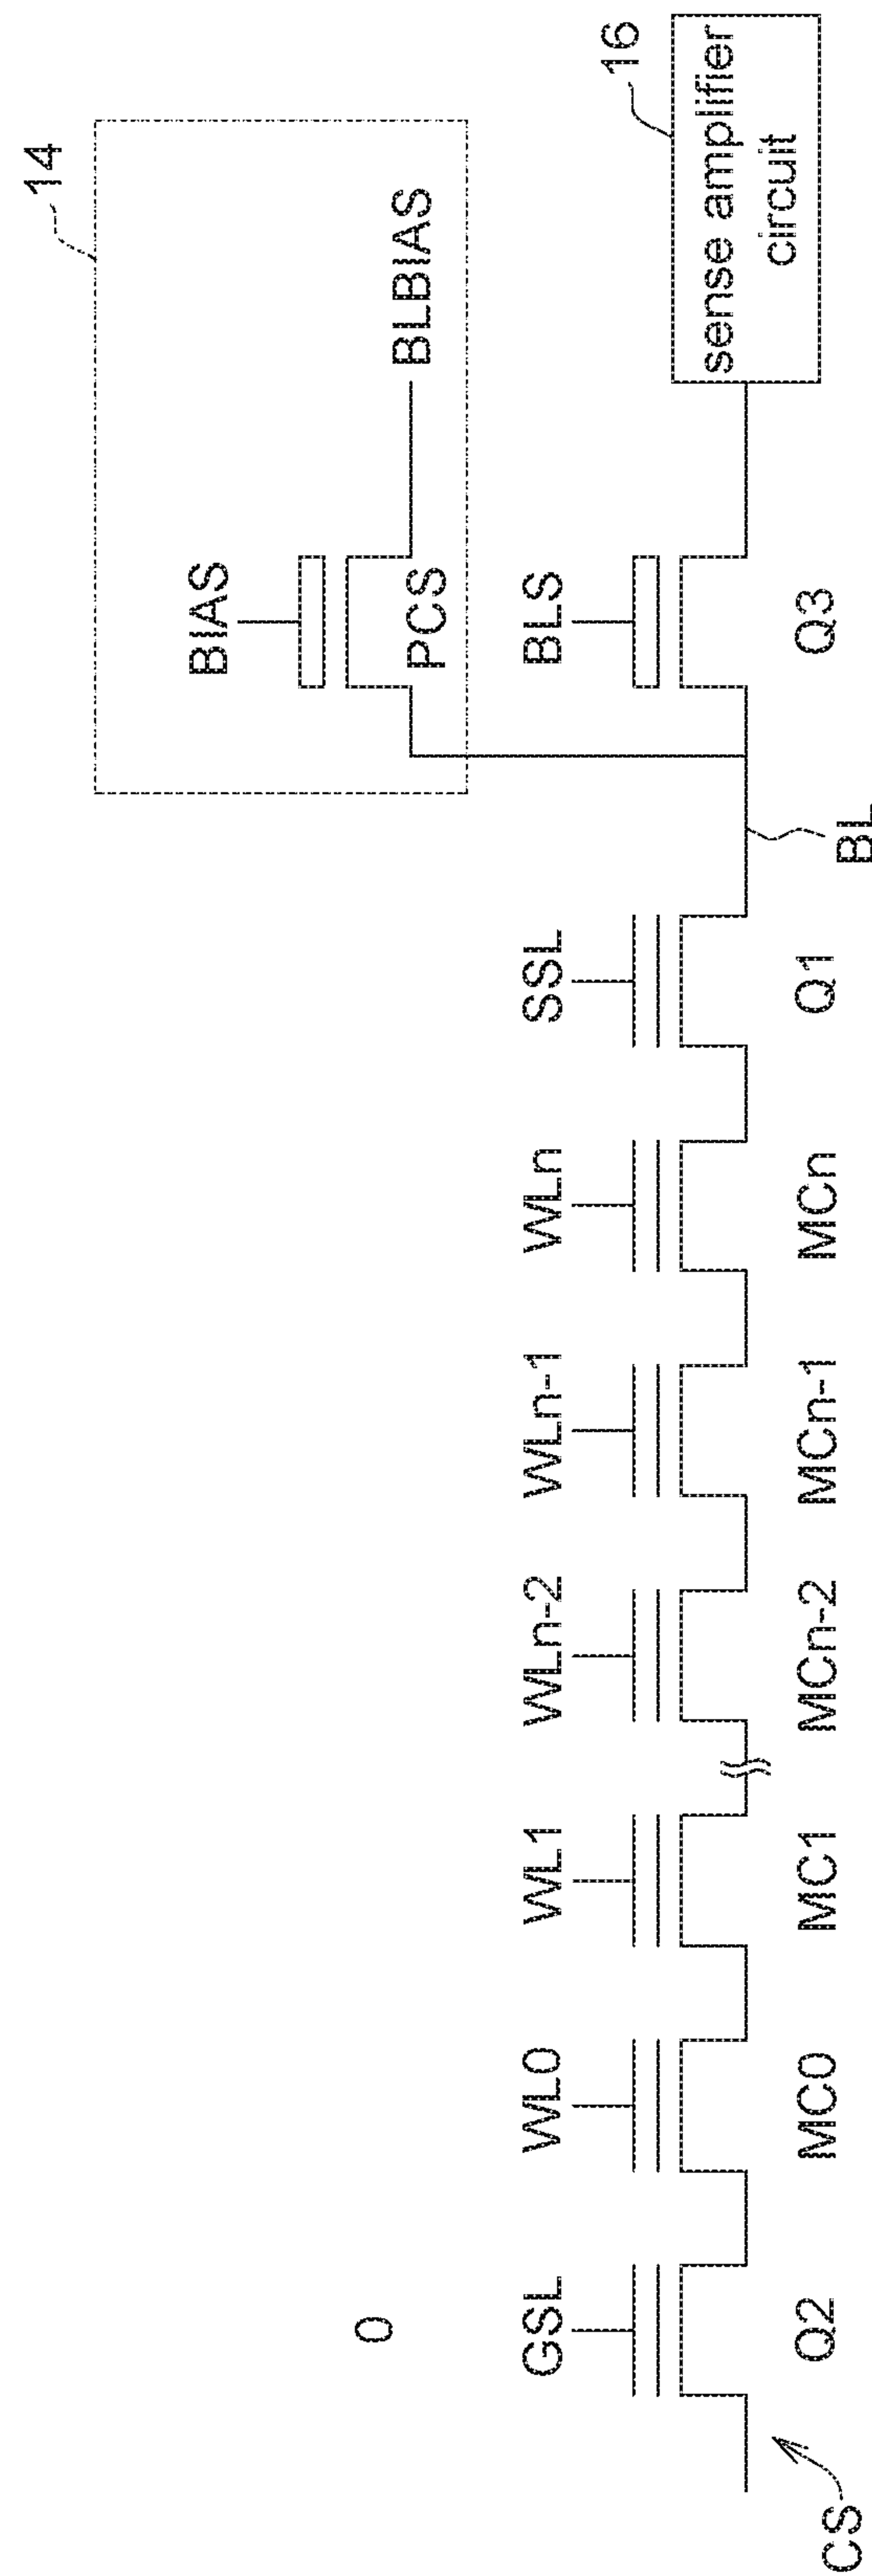 14
16
BIAS
BLBIAS
PCS
sense amplifier
circuit
0
GSL
WL0
WL1
WLn-2
WLn-1
WLn
SSL
BLS
CS
Q2
MC0
MC1
MCn-2
MCn-1
MCn
Q1
BL
Q3